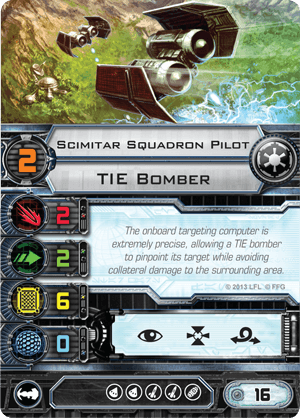 Scimitar Squadron Pilot
2
TIE Bomber
2
2
6
0
The onboard targeting computer is
extremely precise, allowing a TIE bomber
to pinpoint its target while avoiding
collateral damage to the surrounding area.
© 2013 LFL © FFG
16